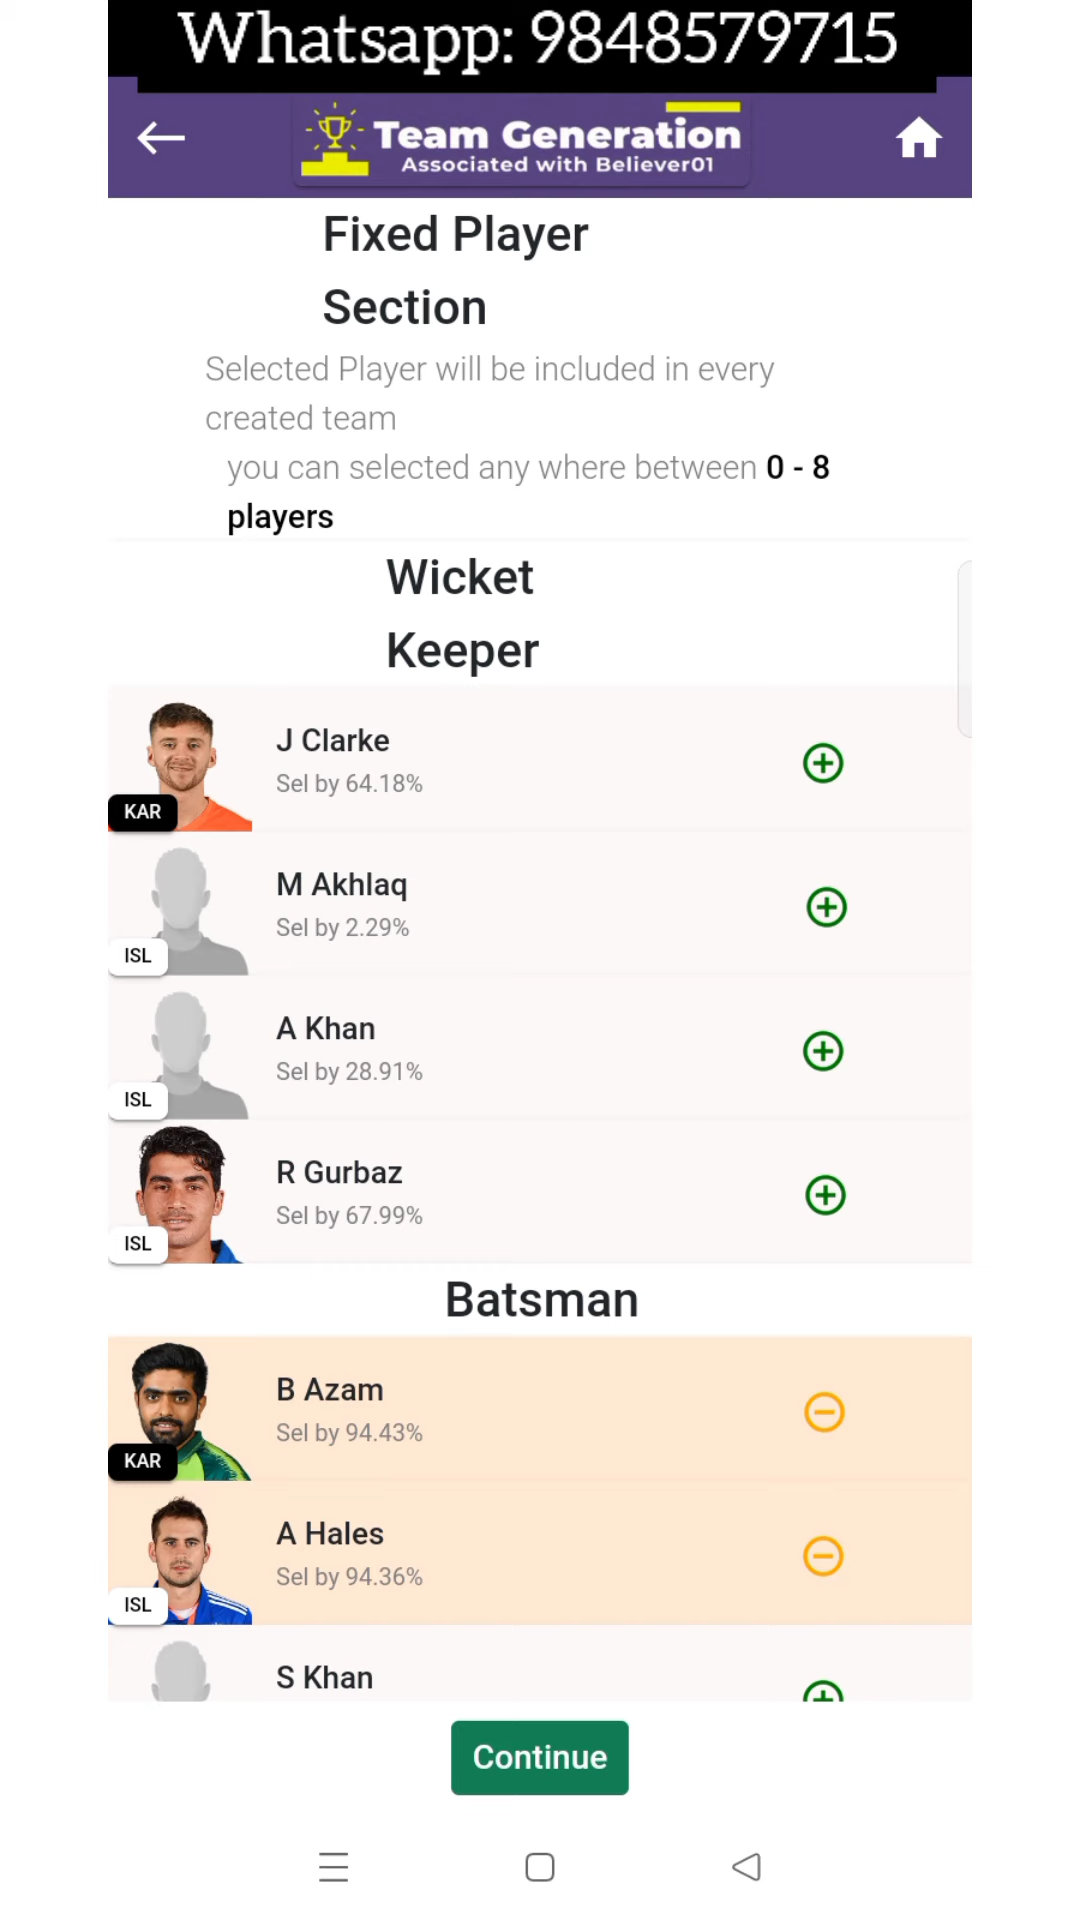 Whatsapp: 9848579715
Team Generation
Associated with Believer01
Fixed Player
Section
Selected Player will be included in every
created team
you can selected any where between 0 - 8
players
Wicket
Keeper
J Clarke
Sel by 64.18%
KAR
M Akhlaq
Sel by 2.29%
ISL
A Khan
Sel by 28.91%
ISL
R Gurbaz
Sel by 67.99%
ISL
Batsman
B Azam
Sel by 94.43%
KAR
A Hales
Sel by 94.36%
ISL
S Khan
Continue